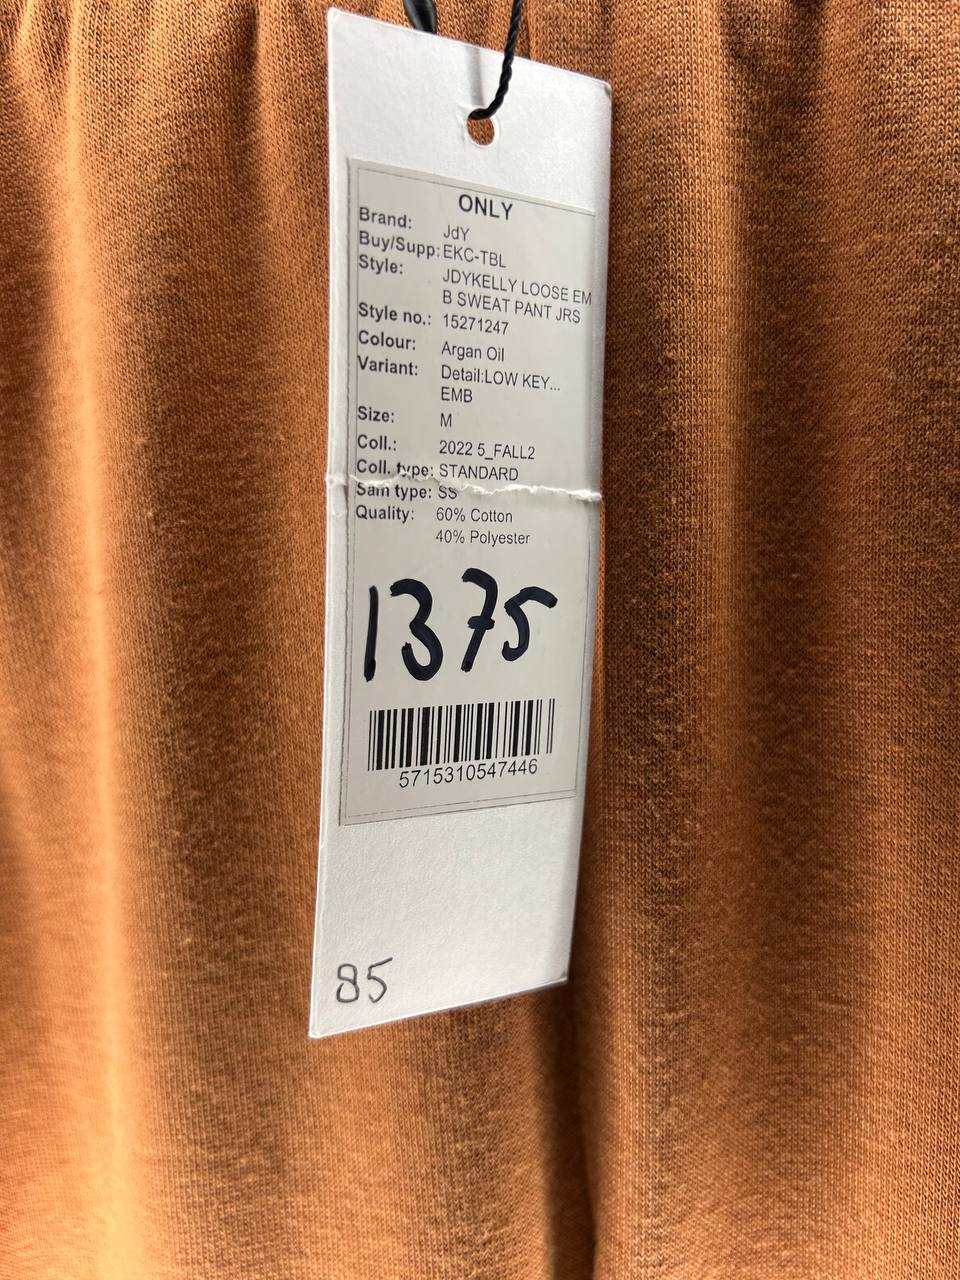 ONLY
Brand: JdY
Buy/Supp: EKC-TBL
Style: JDYKELLY LOOSE EM
B SWEAT PANT JRS
Style no.: 15271247
Colour: Argan Oil
Variant: Detail:LOW KEY...
EMB
Size: M
Coll.: 2022 5_FALL2
Coll. type: STANDARD
Sam type: SS
Quality: 60% Cotton
40% Polyester
1375
5715310547446
85